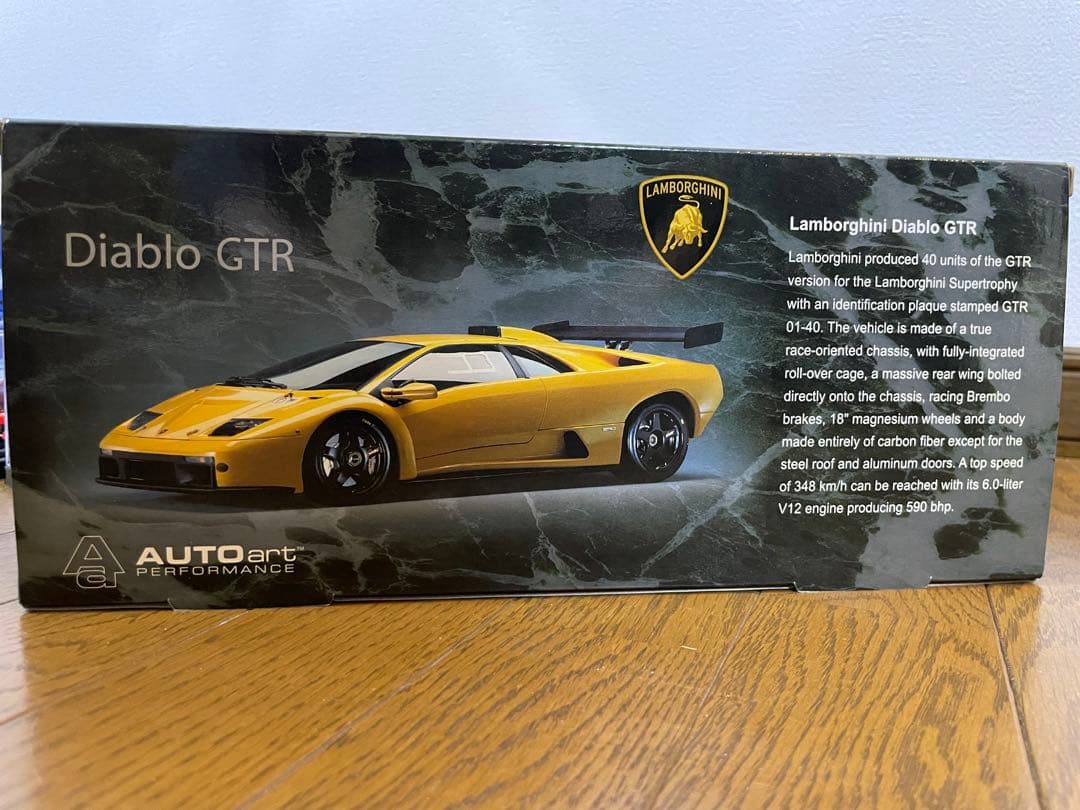 Diablo GTR
LAMBORGHINI
Lamborghini Diablo GTR
Lamborghini produced 40 units of the GTR
version for the Lamborghini Supertrophy
with an identification plaque stamped GTR
01-40. The vehicle is made of a true
race-oriented chassis, with fully-integrated
roll-over cage, a massive rear wing bolted
directly onto the chassis, racing Brembo
brakes, 18" magnesium wheels and a body
made entirely of carbon fiber except for the
steel roof and aluminum doors. A top speed
of 348 km/h can be reached with its 6.0-liter
V12 engine producing 590 bhp.
AUTOart™
PERFORMANCE